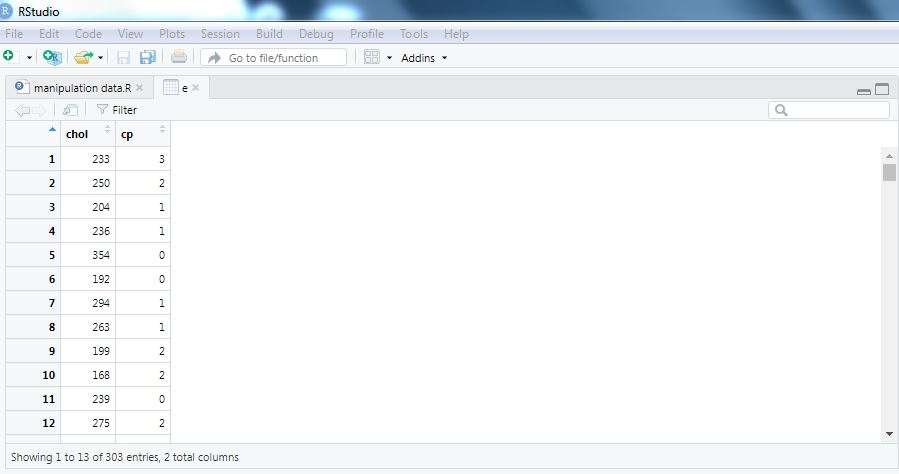 RStudio
File Edit Code View Plots Session Build Debug Profile Tools Help
Go to file/function Addins
manipulation data.R e
Filter
chol cp
1 233 3
2 250 2
3 204 1
4 236 1
5 354 0
6 192 0
7 294 1
8 263 1
9 199 2
10 168 2
11 239 0
12 275 2
Showing 1 to 13 of 303 entries, 2 total columns